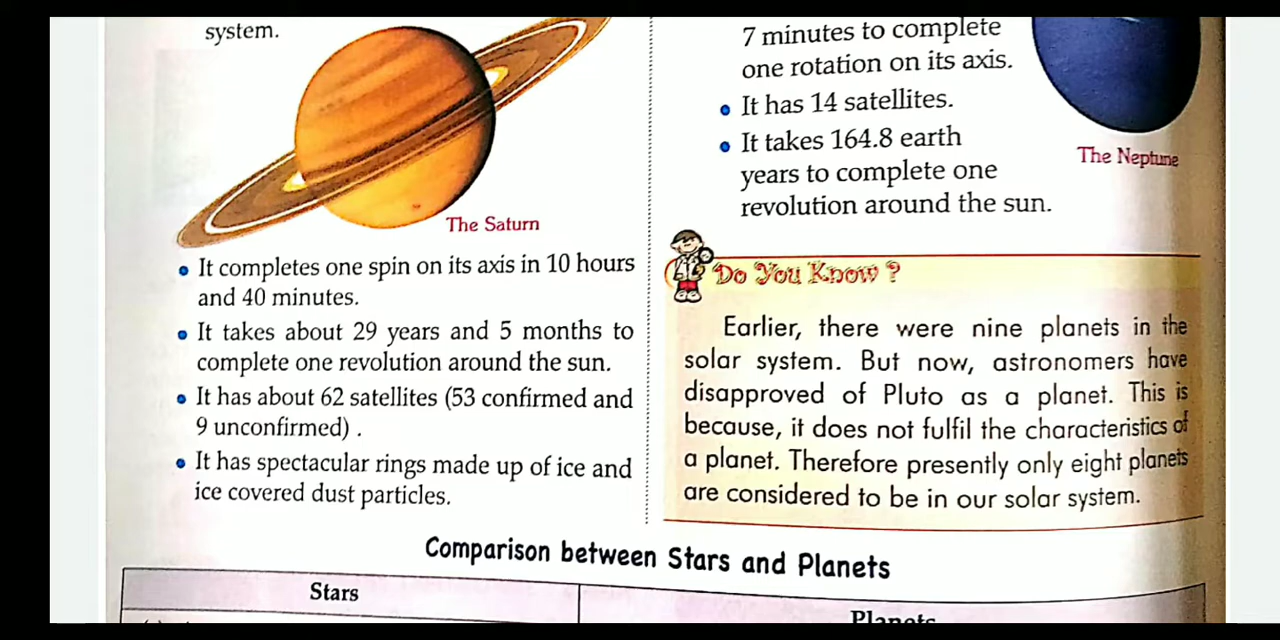 system.
The Saturn
• It completes one spin on its axis in 10 hours
and 40 minutes.
• It takes about 29 years and 5 months to
complete one revolution around the sun.
• It has about 62 satellites (53 confirmed and
9 unconfirmed) .
• It has spectacular rings made up of ice and
ice covered dust particles.
7 minutes to complete
one rotation on its axis.
• It has 14 satellites.
• It takes 164.8 earth
years to complete one
revolution around the sun.
The Neptune
Do You Know ?
Earlier, there were nine planets in the
solar system. But now, astronomers have
disapproved of Pluto as a planet. This is
because, it does not fulfil the characteristics of
a planet. Therefore presently only eight planets
are considered to be in our solar system.
Comparison between Stars and Planets
Stars
Planets